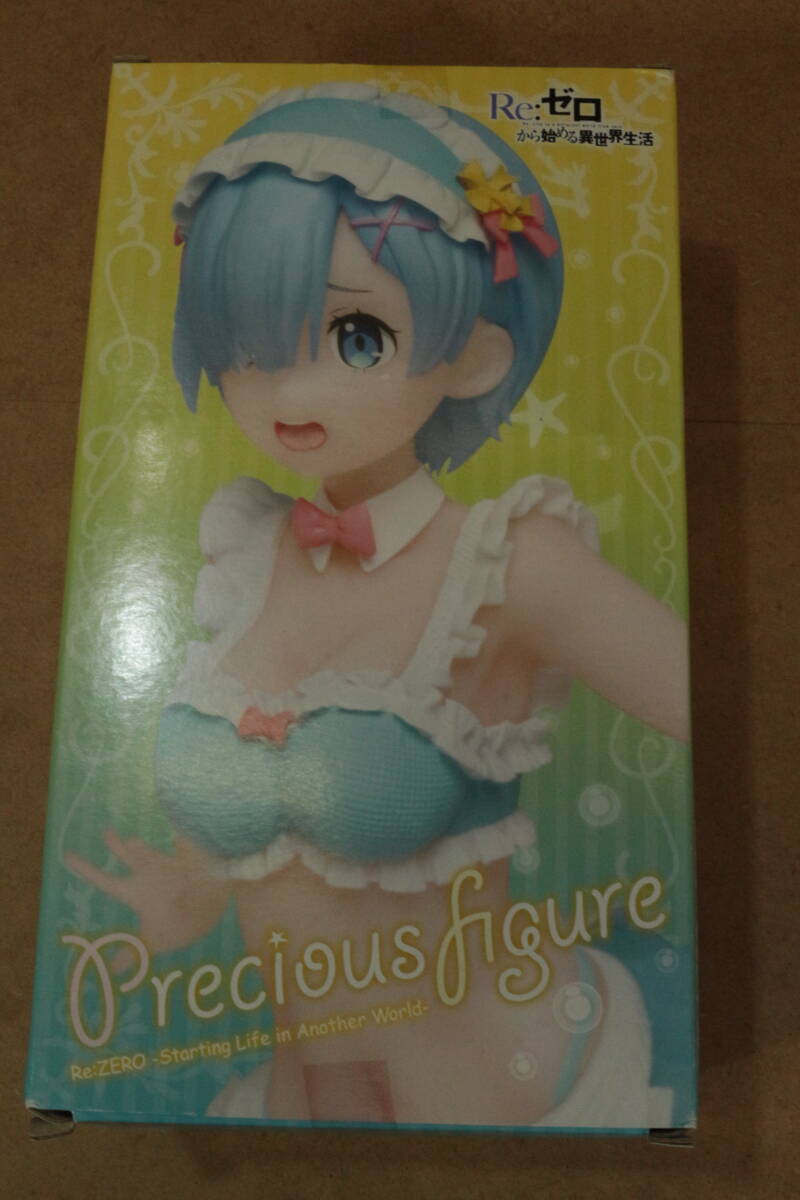 Re:ゼロ
から始める異世界生活
Precious figure
Re:ZERO -Starting Life in Another World-